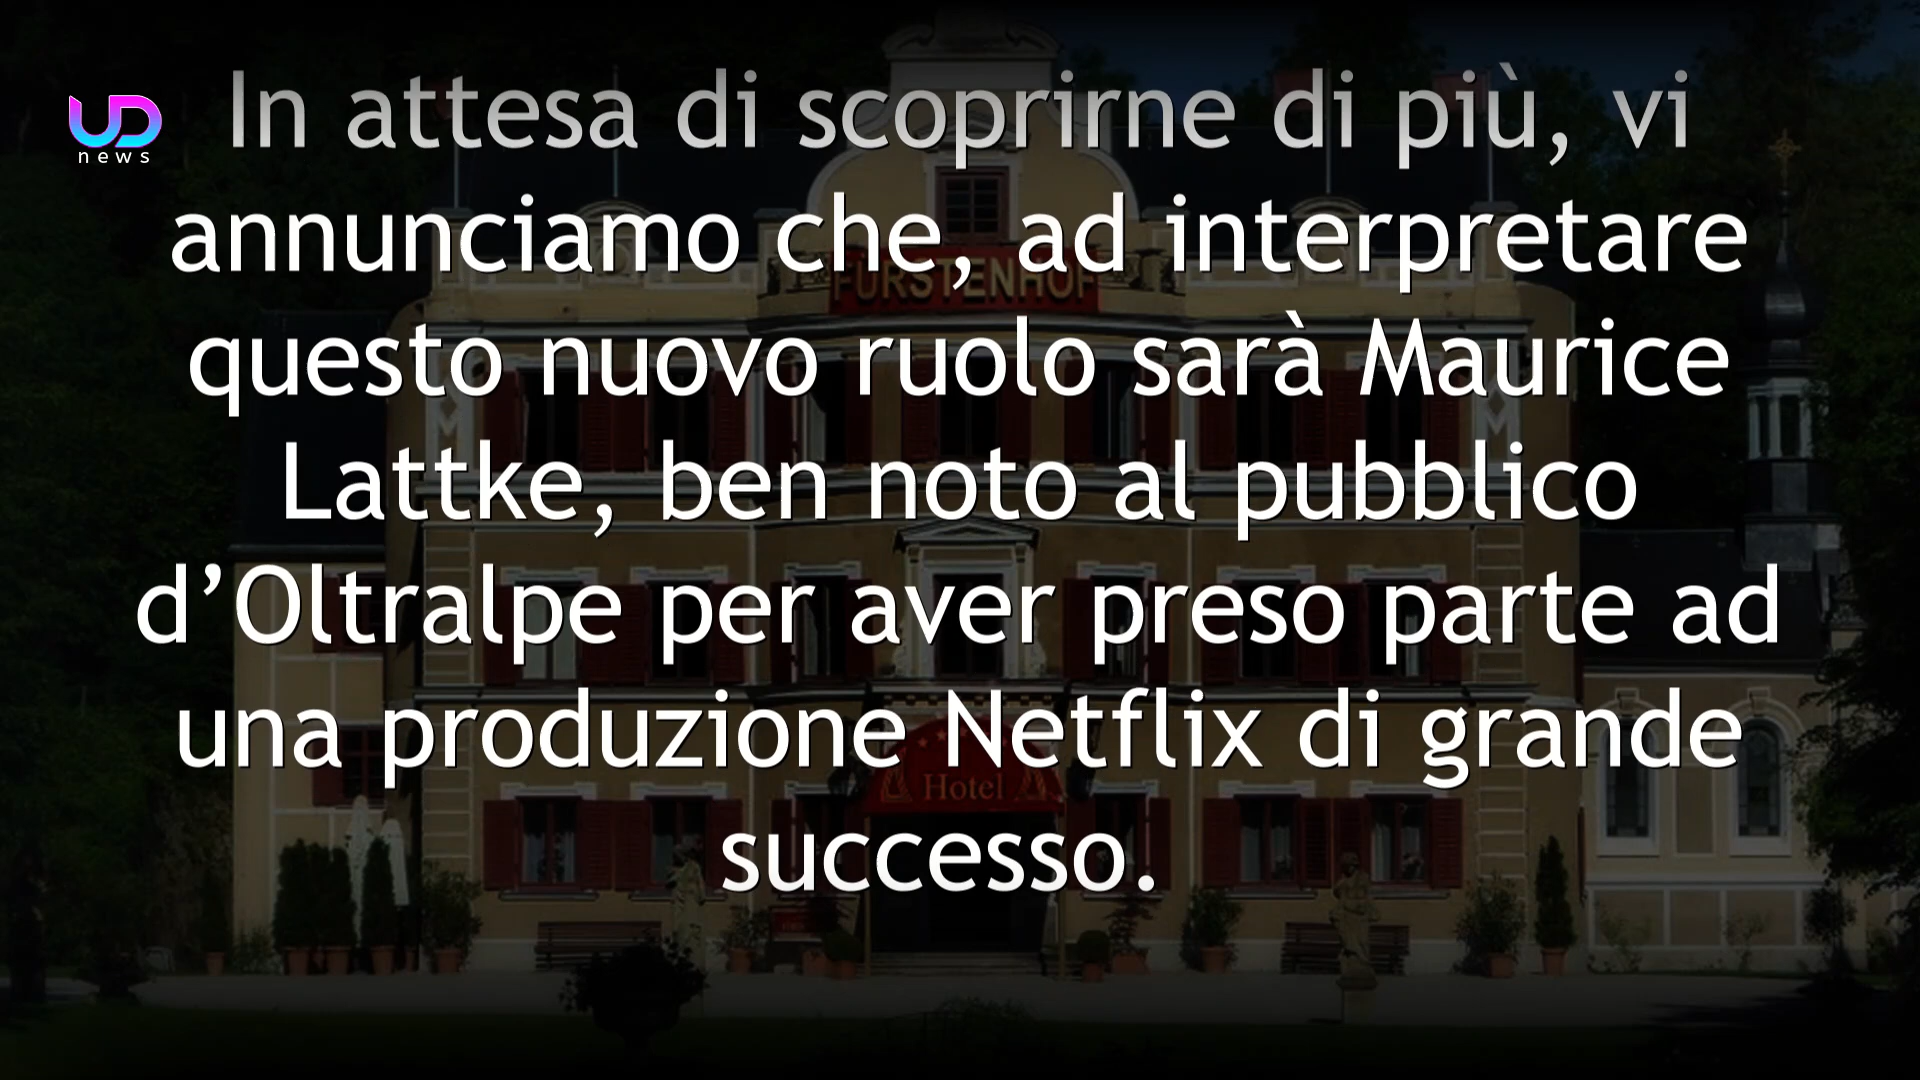 In attesa di scoprirne di più, vi
UD
news
annunciamo che, ad interpretare
FÜRSTENHOF
questo nuovo ruolo sarà Maurice
Lattke, ben noto al pubblico
d’Oltralpe per aver preso parte ad
una produzione Netflix di grande
Hotel
successo.